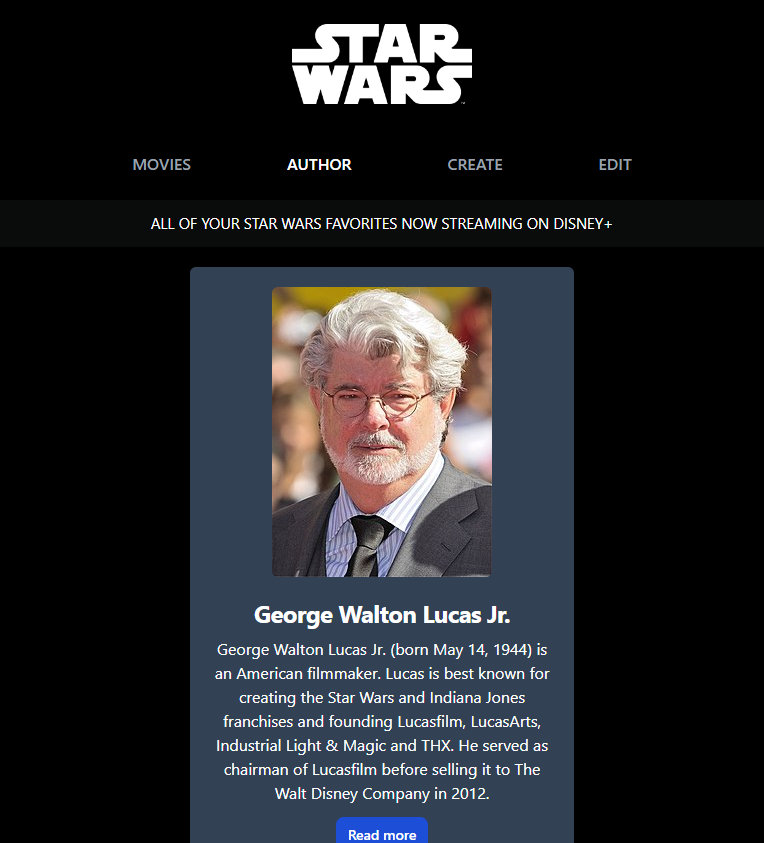 STAR
WARS
MOVIES AUTHOR CREATE EDIT
ALL OF YOUR STAR WARS FAVORITES NOW STREAMING ON DISNEY+
George Walton Lucas Jr.
George Walton Lucas Jr. (born May 14, 1944) is
an American filmmaker. Lucas is best known for
creating the Star Wars and Indiana Jones
franchises and founding Lucasfilm, LucasArts,
Industrial Light & Magic and THX. He served as
chairman of Lucasfilm before selling it to The
Walt Disney Company in 2012.
Read more